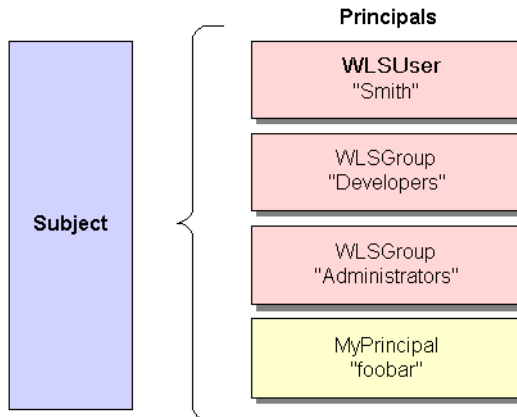 Principals
WLSUser
"Smith"
WLSGroup
"Developers"
Subject
WLSGroup
"Administrators"
MyPrincipal
"foobar"